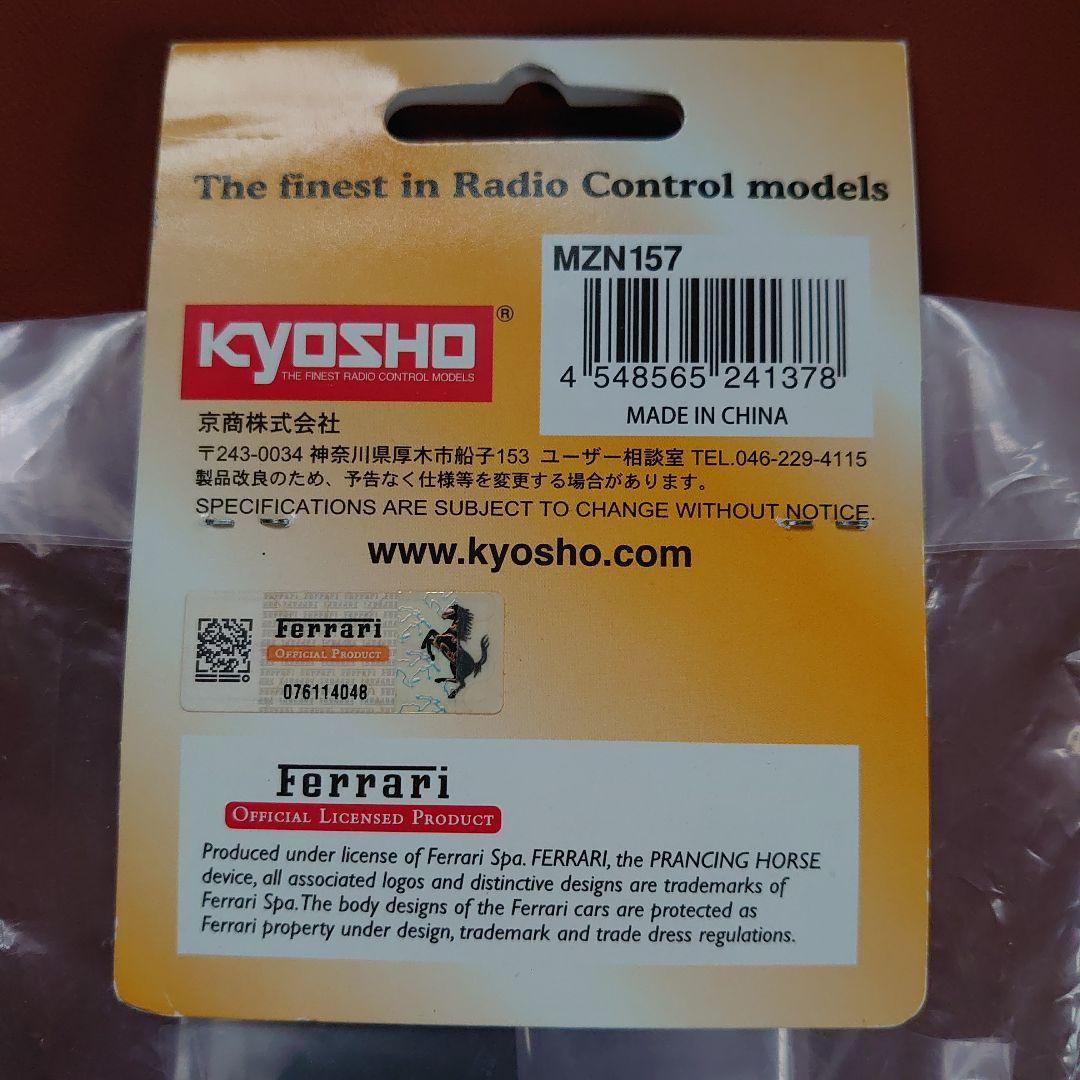 The finest in Radio Control models
MZN157
4 548565 241378
MADE IN CHINA
KYOSHO®
THE FINEST RADIO CONTROL MODELS
京商株式会社
〒243-0034 神奈川県厚木市船子153 ユーザー相談室 TEL.046-229-4115
製品改良のため、予告なく仕様等を変更する場合があります。
SPECIFICATIONS ARE SUBJECT TO CHANGE WITHOUT NOTICE.
www.kyosho.com
Ferrari
OFFICIAL PRODUCT
076114048
Ferrari
OFFICIAL LICENSED PRODUCT
Produced under license of Ferrari Spa. FERRARI, the PRANCING HORSE
device, all associated logos and distinctive designs are trademarks of
Ferrari Spa.The body designs of the Ferrari cars are protected as
Ferrari property under design, trademark and trade dress regulations.